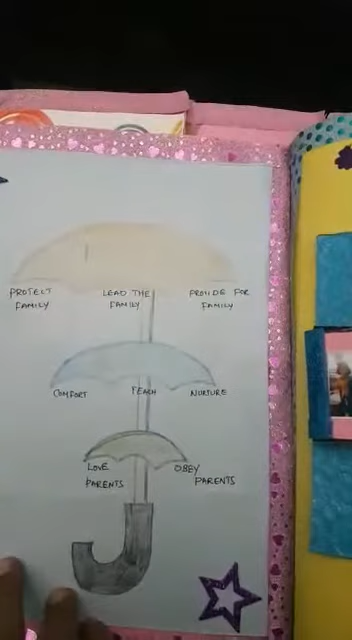 PROTECT LEAD THE PROVIDE FOR
FAMILY FAMILY FAMILY
COMFORT TEACH NURTURE
LOVE OBEY
PARENTS PARENTS